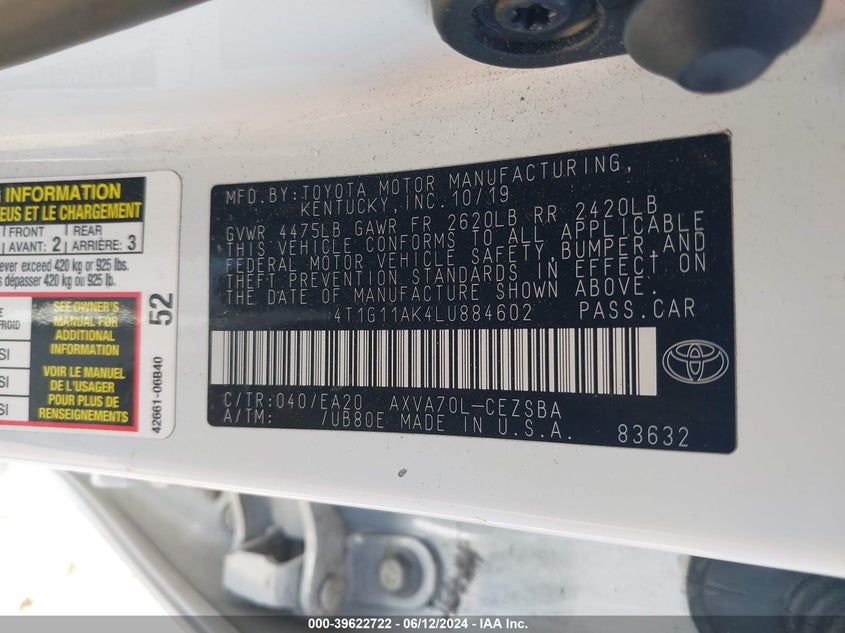 G INFORMATION
EUS ET LE CHARGEMENT
FRONT REAR
AVANT: 2 ARRIÈRE: 3
ever exceed 420 kg or 925 lbs.
dépasser 420 kg ou 925 lb.
SEE OWNER'S
MANUAL FOR
ADDITIONAL
INFORMATION
VOIR LE MANUEL
DE L'USAGER
POUR PLUS DE
RENSEIGNEMENTS
FROID
SI
SI
SI
52
42661-06B40
MFD.BY:TOYOTA MOTOR MANUFACTURING,
KENTUCKY,INC.10/19
GVWR 4475LB GAWR FR 2620LB RR 2420LB
THIS VEHICLE CONFORMS TO ALL APPLICABLE
FEDERAL MOTOR VEHICLE SAFETY,BUMPER,AND
THEFT PREVENTION STANDARDS IN EFFECT ON
THE DATE OF MANUFACTURE SHOWN ABOVE.
4T1G11AK4LU884602 PASS.CAR
C/TR:040/EA20 AXVA70L-CEZSBA
A/TM: /UB80E MADE IN U.S.A. 83632
000-39622722 - 06/12/2024 - IAA Inc.